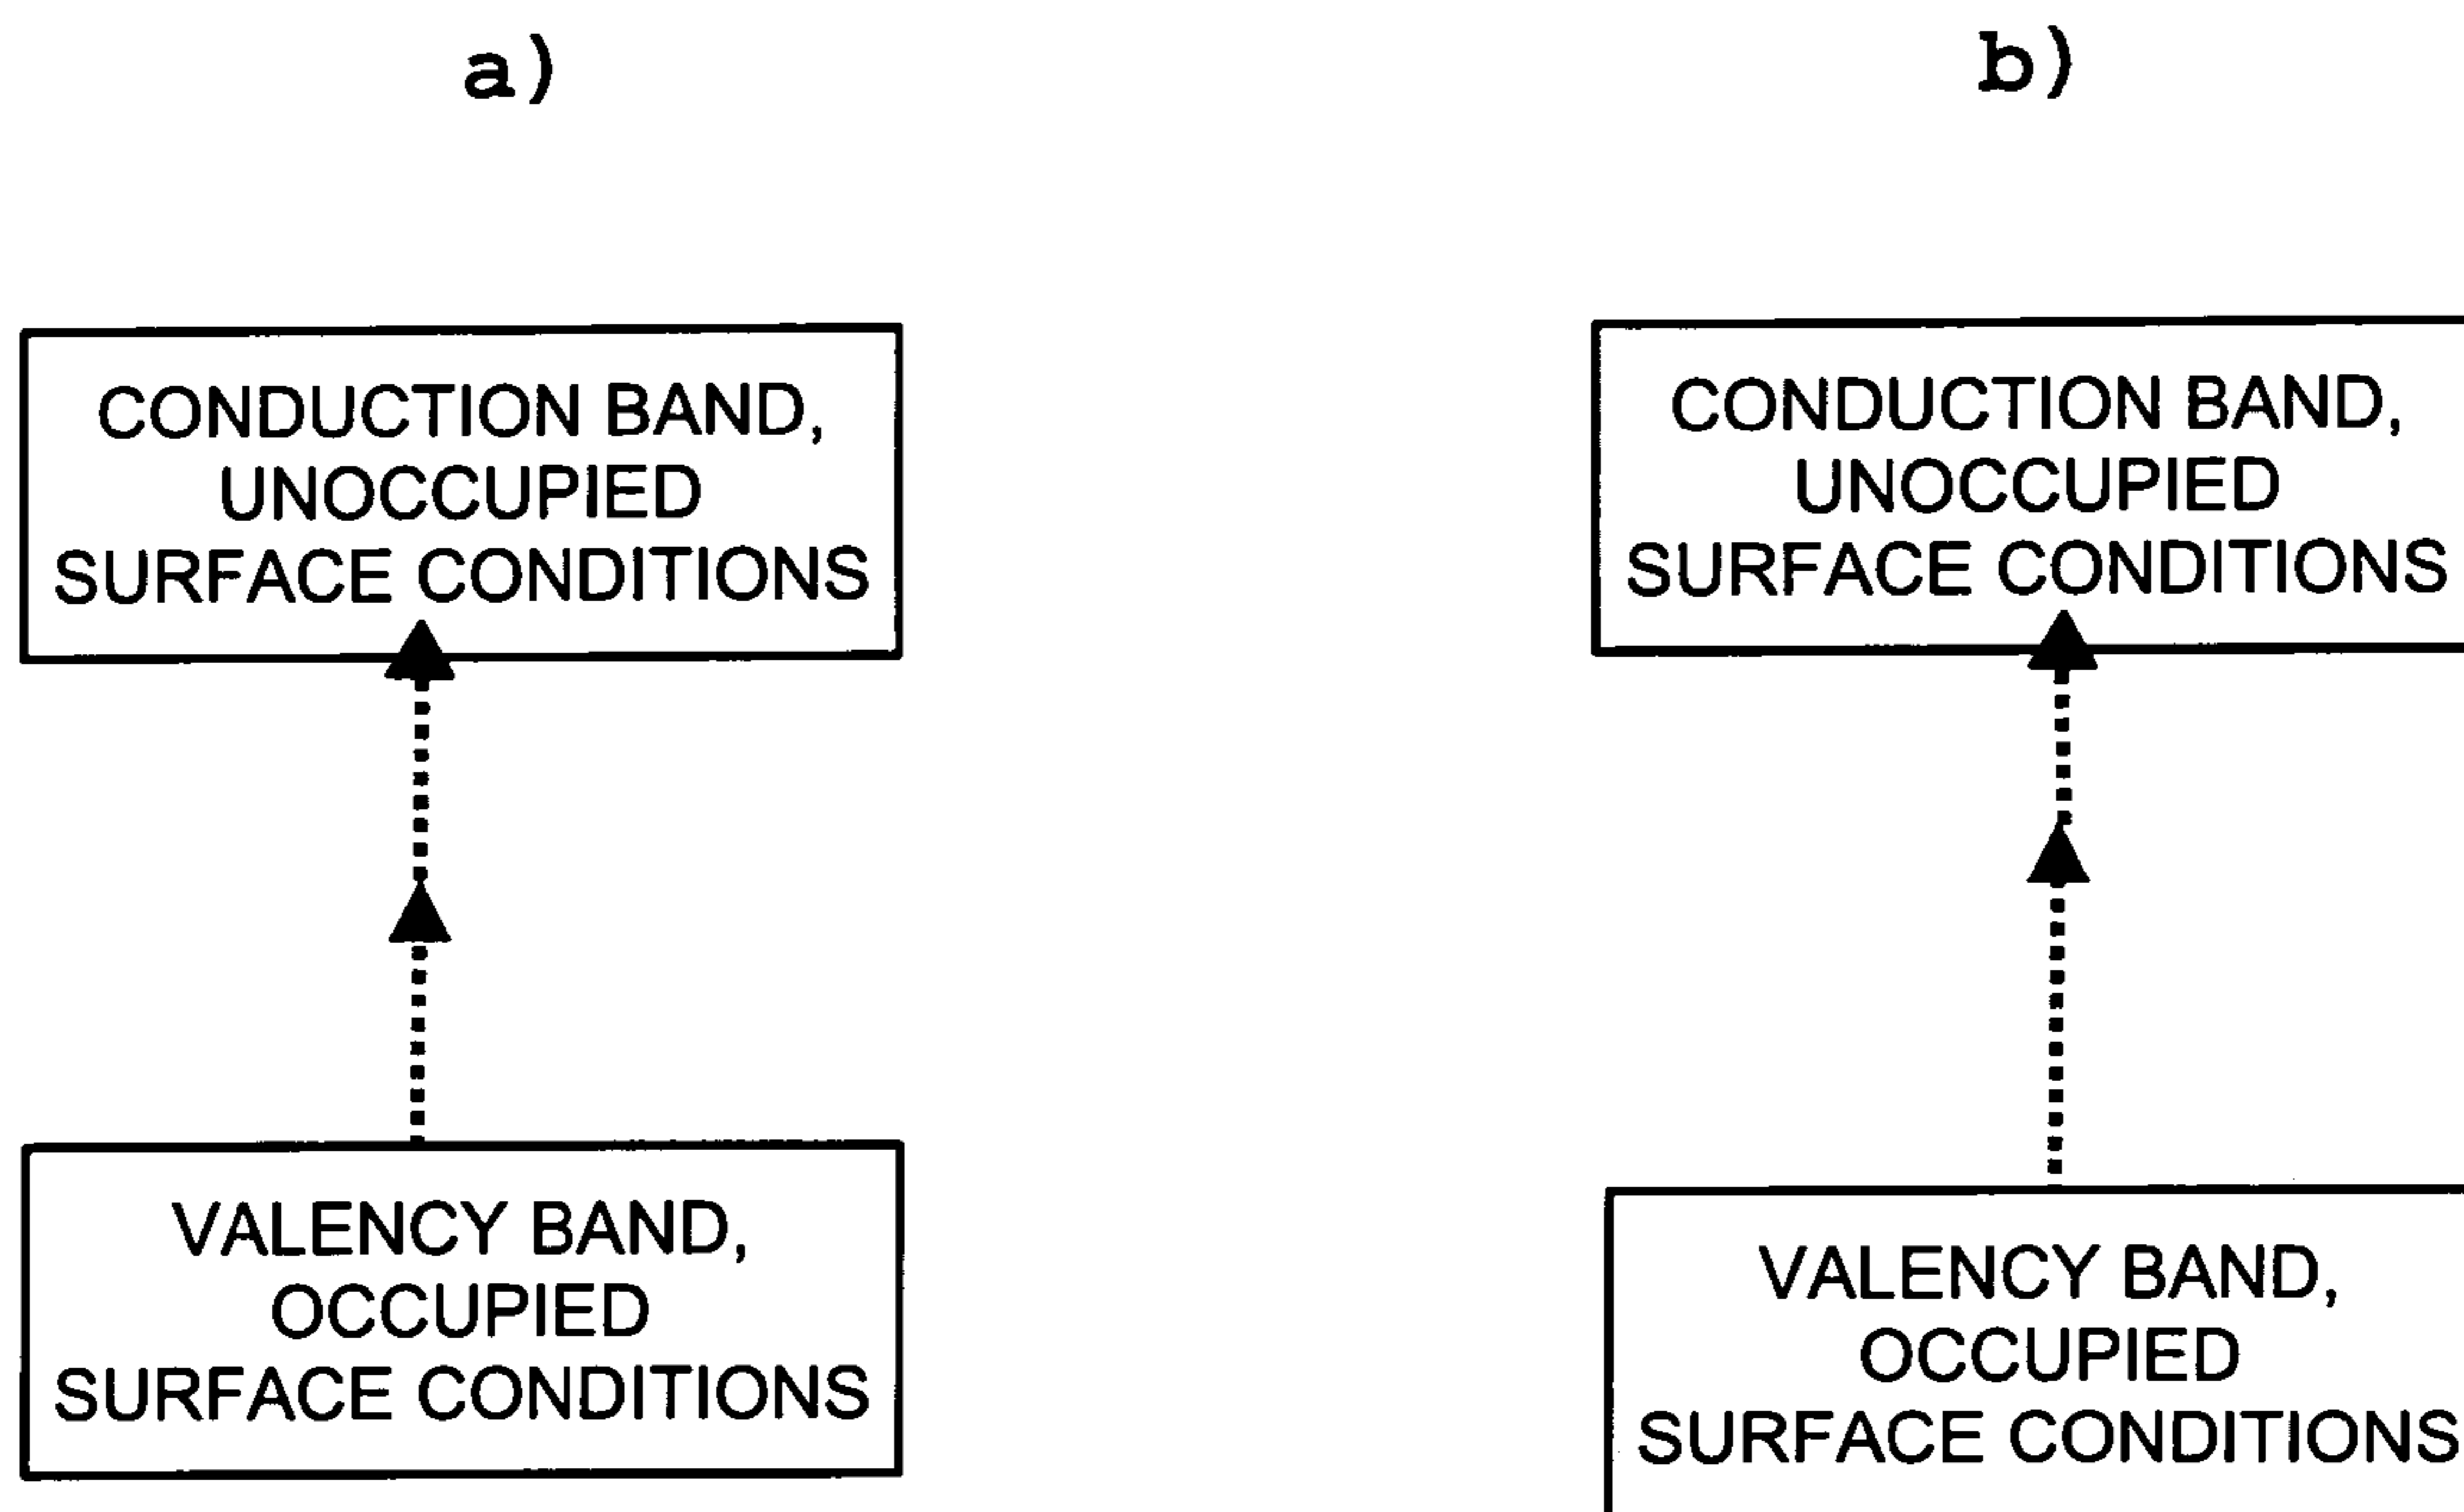 a)
CONDUCTION BAND,
UNOCCUPIED
SURFACE CONDITIONS
VALENCY BAND,
OCCUPIED
SURFACE CONDITIONS
b)
CONDUCTION BAND,
UNOCCUPIED
SURFACE CONDITIONS
VALENCY BAND,
OCCUPIED
SURFACE CONDITIONS